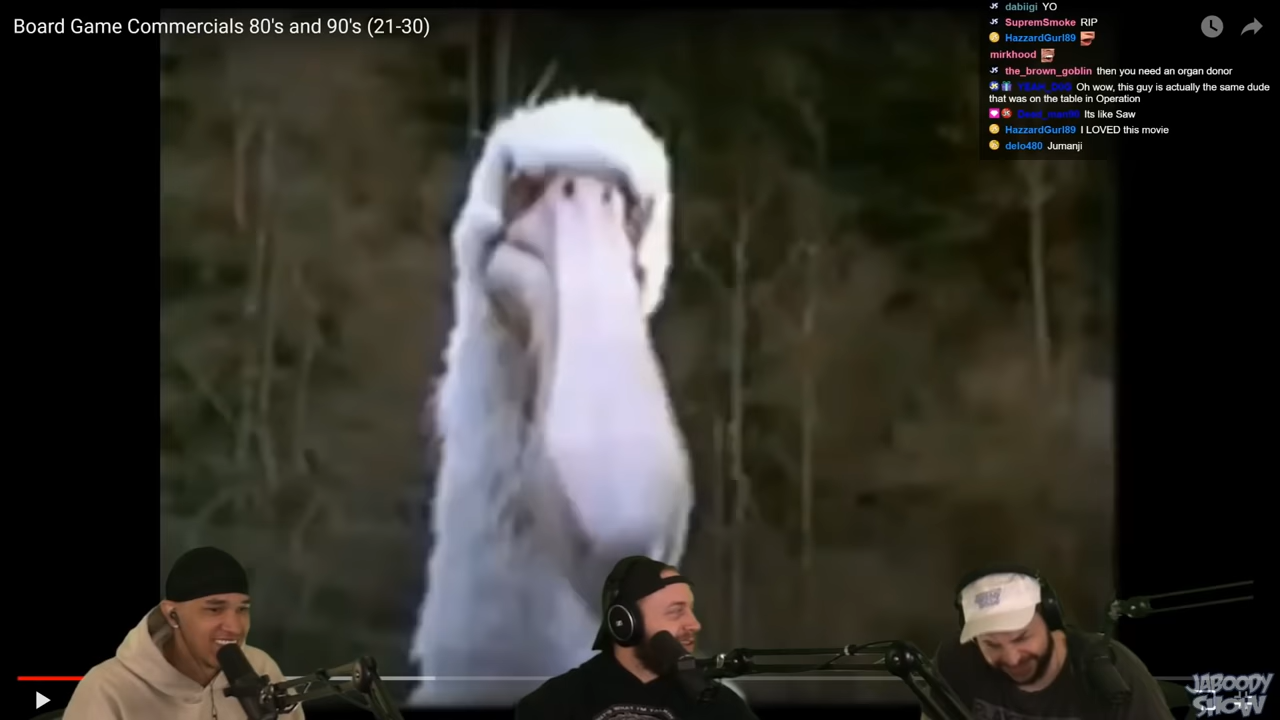 Board Game Commercials 80's and 90's (21-30)
dabiigi YO
SupremSmoke RIP
HazzardGurl89
mirkhood
the_brown_goblin then you need an organ donor
Oh wow, this guy is actually the same dude
that was on the table in Operation
Its like Saw
HazzardGurl89 I LOVED this movie
delo480 Jumanji
JABOODY
SHOW